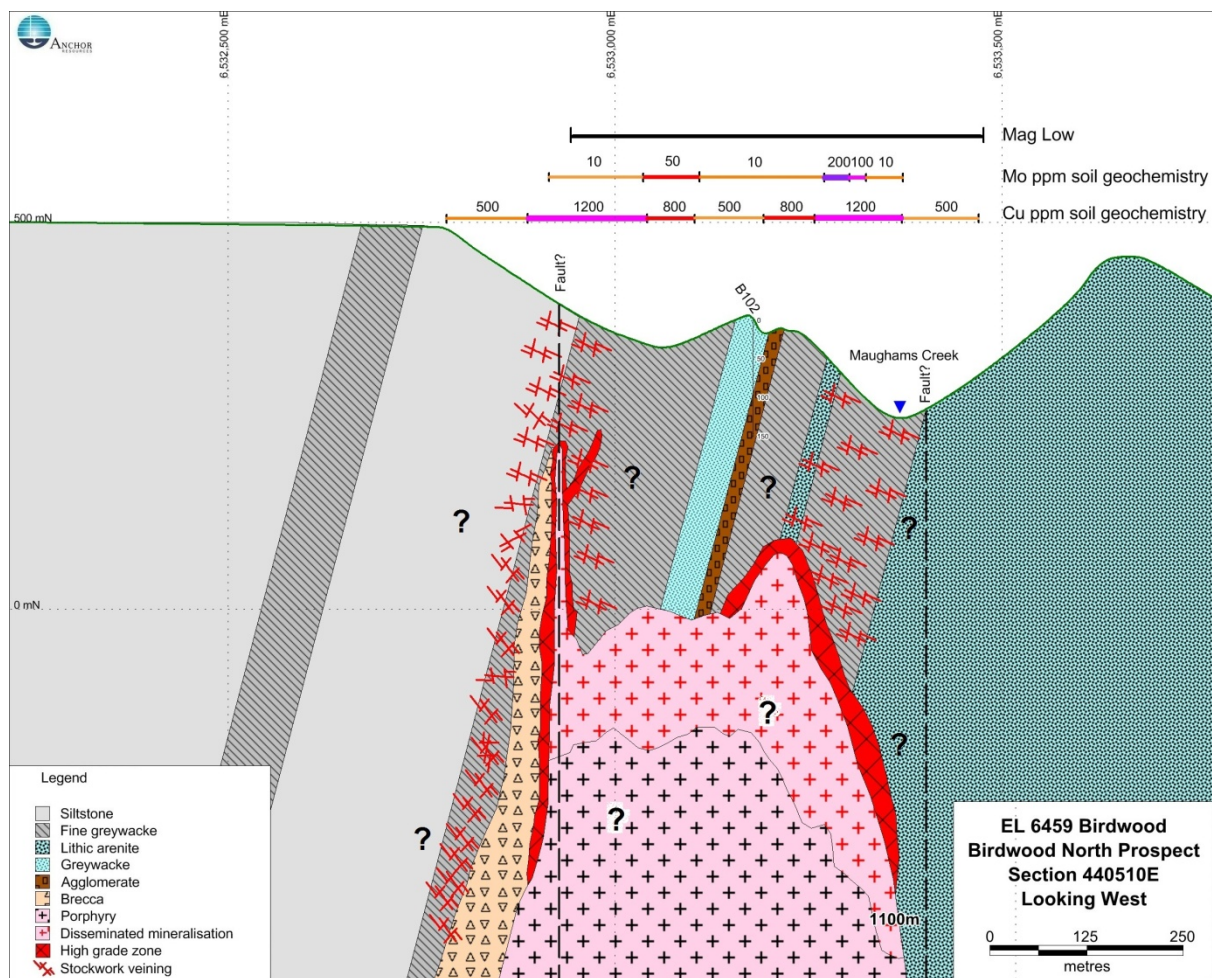 ANCHOR
RESOURCES
6,532,500 mE
6,533,000 mE
6,533,500 mE
Mag Low
10 50 10 200 100 10
Mo ppm soil geochemistry
500 1200 800 500 800 1200 500
Cu ppm soil geochemistry
500 mN
Fault?
B102
0
50
100
150
Maughams Creek
Fault?
?
?
?
?
0 mN
?
?
?
?
1100m
Legend
Siltstone
Fine greywacke
Lithic arenite
Greywacke
Agglomerate
Brecca
Porphyry
Disseminated mineralisation
High grade zone
Stockwork veining
EL 6459 Birdwood
Birdwood North Prospect
Section 440510E
Looking West
0 125 250
metres